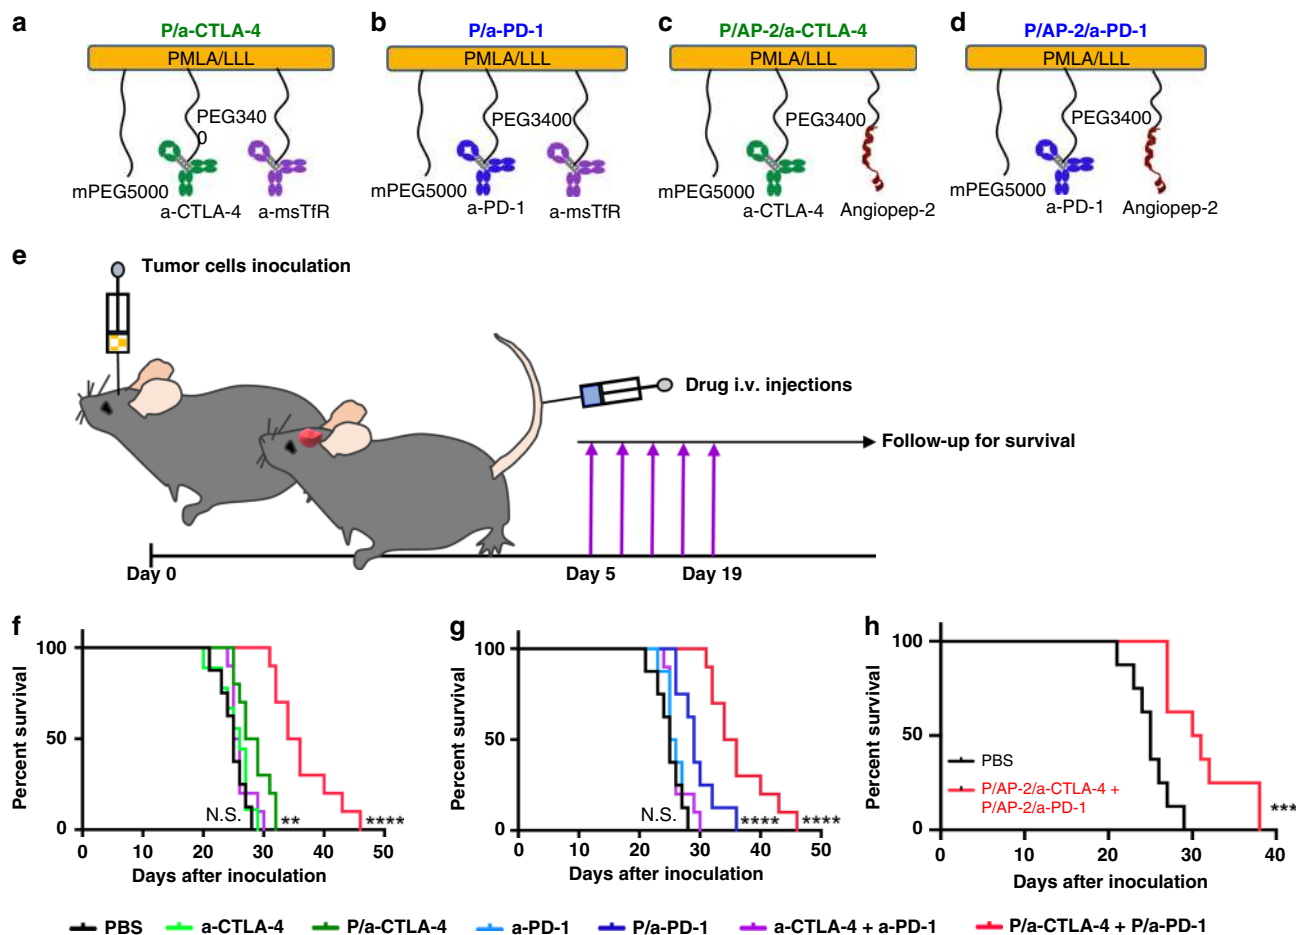 a
P/a-CTLA-4
PMLA/LLL
PEG340
0
mPEG5000
a-CTLA-4
a-msTfR
b
P/a-PD-1
PMLA/LLL
PEG3400
mPEG5000
a-PD-1
a-msTfR
c
P/AP-2/a-CTLA-4
PMLA/LLL
PEG3400
mPEG5000
a-CTLA-4
Angiopep-2
d
P/AP-2/a-PD-1
PMLA/LLL
PEG3400
mPEG5000
a-PD-1
Angiopep-2
e
Tumor cells inoculation
Drug i.v. injections
Follow-up for survival
Day 0
Day 5
Day 19
f
Percent survival
100
50
0
N.S.
**
****
0 10 20 30 40 50
Days after inoculation
g
Percent survival
100
50
0
N.S.
****
****
0 10 20 30 40 50
Days after inoculation
h
Percent survival
100
50
0
PBS
P/AP-2/a-CTLA-4 +
P/AP-2/a-PD-1
***
0 10 20 30 40
Days after inoculation
PBS
a-CTLA-4
P/a-CTLA-4
a-PD-1
P/a-PD-1
a-CTLA-4 + a-PD-1
P/a-CTLA-4 + P/a-PD-1